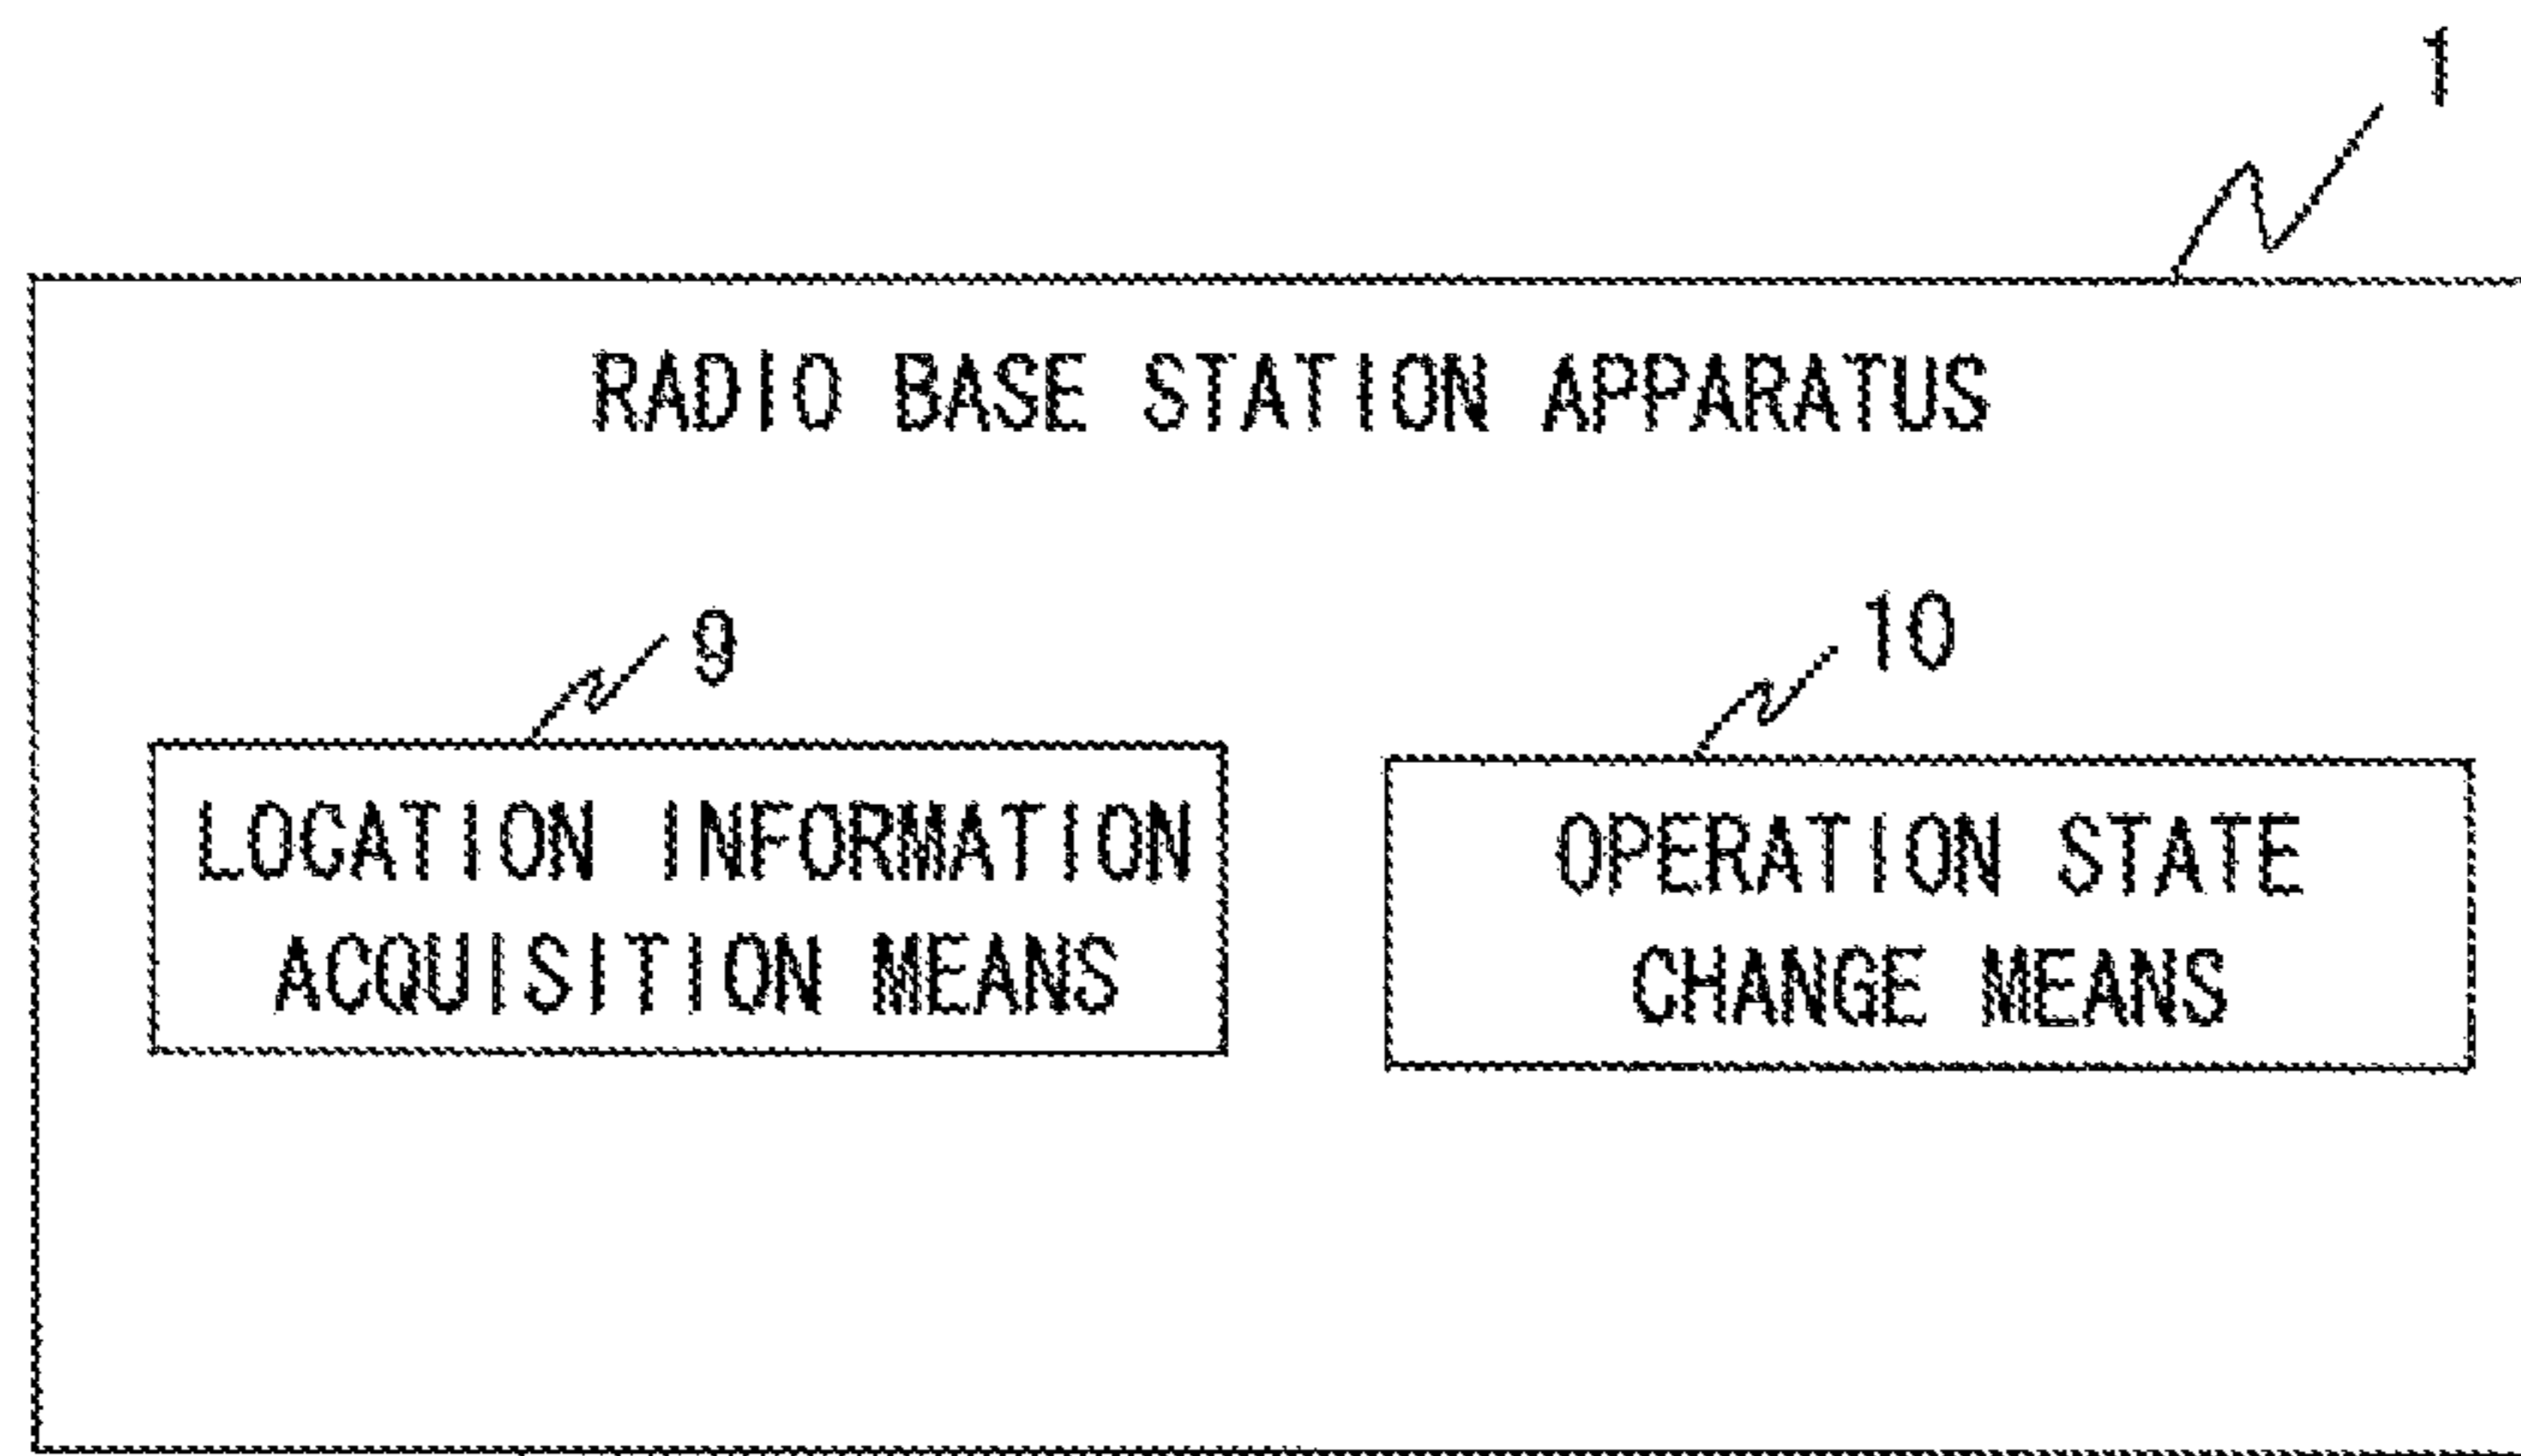 1
RADIO BASE STATION APPARATUS
9
10
LOCATION INFORMATION
ACQUISITION MEANS
OPERATION STATE
CHANGE MEANS